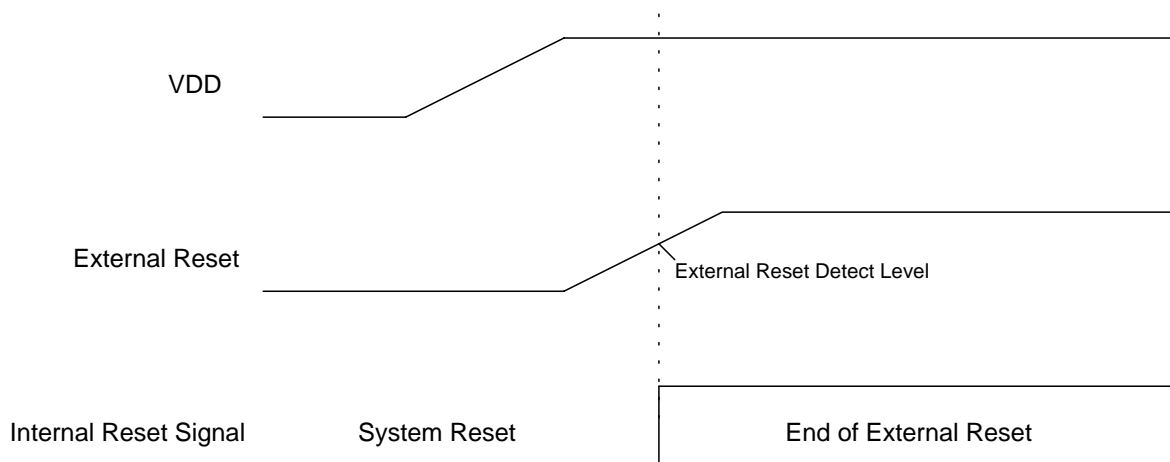 VDD
External Reset
External Reset Detect Level
Internal Reset Signal
System Reset
End of External Reset